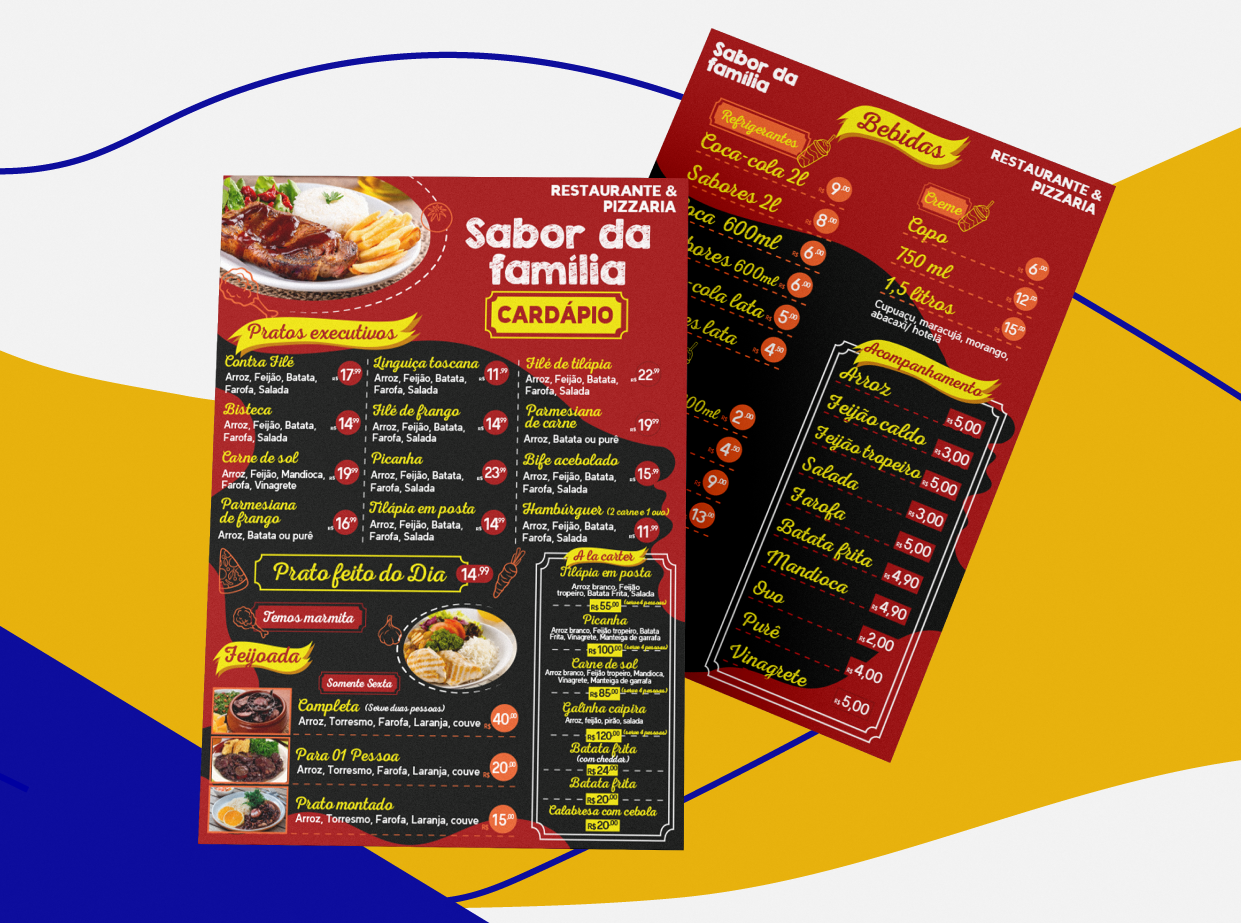 RESTAURANTE &
PIZZARIA
Sabor da
família
CARDÁPIO
Pratos executivos
Contra Filé
Arroz, Feijão, Batata,
Farofa, Salada
R$ 17,99
Bisteca
Arroz, Feijão, Batata,
Farofa, Salada
R$ 14,99
Carne de sol
Arroz, Feijão, Mandioca,
Farofa, Vinagrete
R$ 19,99
Parmesiana
de frango
Arroz, Batata ou purê
R$ 16,99
Linguiça toscana
Arroz, Feijão, Batata,
Farofa, Salada
R$ 11,99
Filé de frango
Arroz, Feijão, Batata,
Farofa, Salada
R$ 14,99
Picanha
Arroz, Feijão, Batata,
Farofa, Salada
R$ 23,99
Tilápia em posta
Arroz, Feijão, Batata,
Farofa, Salada
R$ 14,99
Filé de tilápia
Arroz, Feijão, Batata,
Farofa, Salada
R$ 22,99
Parmesiana
de carne
Arroz, Batata ou purê
R$ 19,99
Bife acebolado
Arroz, Feijão, Batata,
Farofa, Salada
R$ 15,99
Hambúrguer (2 carne e 1 ovo)
Arroz, Feijão, Batata,
Farofa, Salada
R$ 11,99
Prato feito do Dia 14,99
Temos marmita
Feijoada
Somente Sexta
Completa (Serve duas pessoas)
Arroz, Torresmo, Farofa, Laranja, couve
R$ 40,00
Para 01 Pessoa
Arroz, Torresmo, Farofa, Laranja, couve
R$ 20,00
Prato montado
Arroz, Torresmo, Farofa, Laranja, couve
R$ 15,00
A la carter
Tilápia em posta
Arroz branco, Feijão
tropeiro, Batata Frita, Salada
R$ 55,00 (serve 4 pessoas)
Picanha
Arroz branco, Feijão tropeiro, Batata
Frita, Vinagrete, Manteiga de garrafa
R$ 100,00 (serve 4 pessoas)
Carne de sol
Arroz branco, Feijão tropeiro, Mandioca,
Vinagrete, Manteiga de garrafa
R$ 85,00 (serve 4 pessoas)
Galinha caipira
Arroz, feijão, pirão, salada
R$ 120,00 (serve 4 pessoas)
Batata frita
(com cheddar)
R$ 24,00
Batata frita
R$ 20,00
Calabresa com cebola
R$ 20,00
Sabor da
família
Bebidas
RESTAURANTE &
PIZZARIA
Refrigerantes
Coca-cola 2l R$ 9,00
Sabores 2l R$ 8,00
oca 600ml R$ 6,00
bores 600ml R$ 6,00
-cola lata R$ 5,00
es lata R$ 4,50
00ml R$ 2,00
R$ 4,50
R$ 9,00
R$ 13,00
Creme
Copo R$ 6,00
750 ml R$ 12,00
1,5 litros R$ 15,00
Cupuaçu, maracujá, morango,
abacaxi/ hotelã
Acompanhamento
Arroz R$ 5,00
Feijão caldo R$ 3,00
Feijão tropeiro R$ 5,00
Salada R$ 3,00
Farofa R$ 5,00
Batata frita R$ 4,90
Mandioca R$ 4,90
Ovo R$ 2,00
Purê R$ 4,00
Vinagrete R$ 5,00